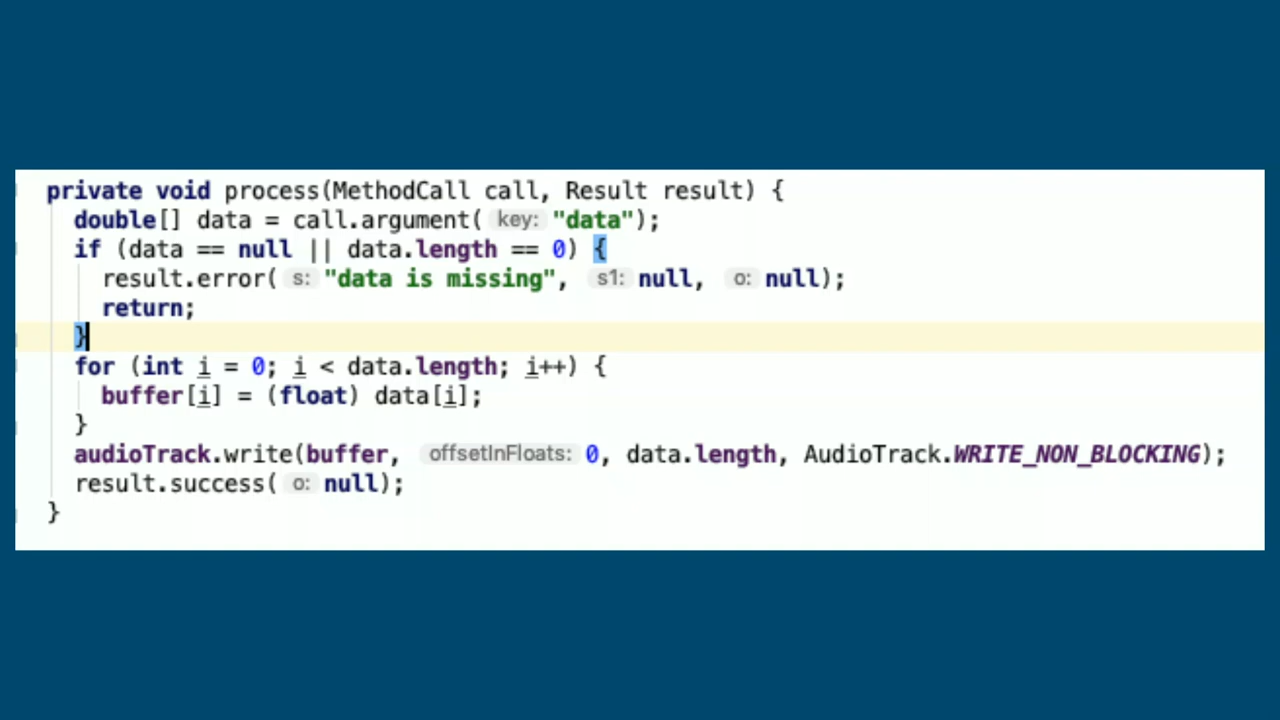 private void process(MethodCall call, Result result) {
double[] data = call.argument( key: "data");
if (data == null || data.length == 0) {
result.error( s: "data is missing", s1: null, o: null);
return;
}
for (int i = 0; i < data.length; i++) {
buffer[i] = (float) data[i];
}
audioTrack.write(buffer, offsetInFloats: 0, data.length, AudioTrack.WRITE_NON_BLOCKING);
result.success( o: null);
}